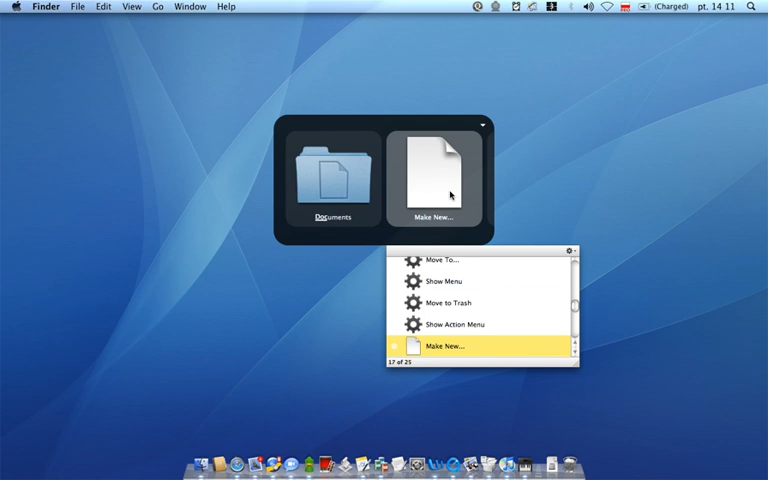 Finder File Edit View Go Window Help (Charged) pt, 14 11
Documents Make New...
Move To...
Show Menu
Move to Trash
Show Action Menu
Make New...
17 of 25